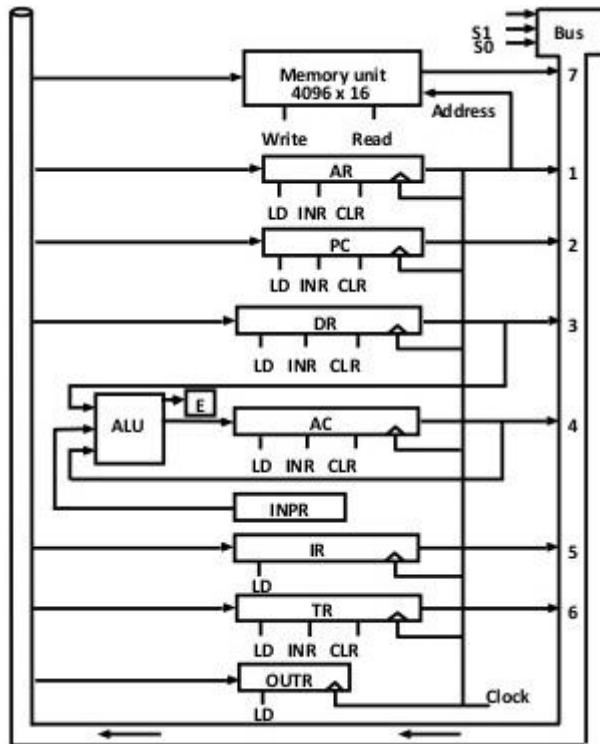 S1
S0
Bus
Memory unit
4096 x 16
7
Address
Write Read
AR
1
LD INR CLR
PC
2
LD INR CLR
DR
3
LD INR CLR
E
ALU
AC
4
LD INR CLR
INPR
IR
5
LD
TR
6
LD INR CLR
OUTR
Clock
LD